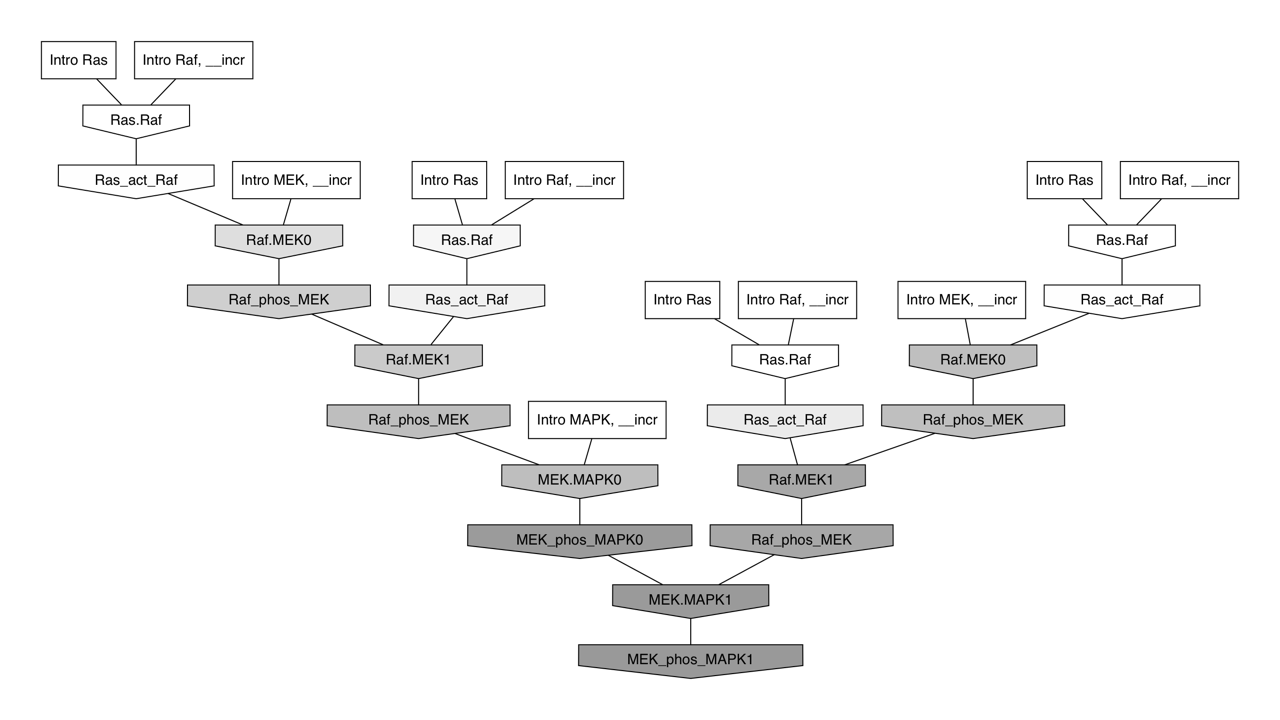 Intro Ras
Intro Raf, __incr
Ras.Raf
Ras_act_Raf
Intro MEK, __incr
Intro Ras
Intro Raf, __incr
Intro Ras
Intro Raf, __incr
Raf.MEK0
Ras.Raf
Ras.Raf
Raf_phos_MEK
Ras_act_Raf
Intro Ras
Intro Raf, __incr
Intro MEK, __incr
Ras_act_Raf
Raf.MEK1
Ras.Raf
Raf.MEK0
Raf_phos_MEK
Intro MAPK, __incr
Ras_act_Raf
Raf_phos_MEK
MEK.MAPK0
Raf.MEK1
MEK_phos_MAPK0
Raf_phos_MEK
MEK.MAPK1
MEK_phos_MAPK1